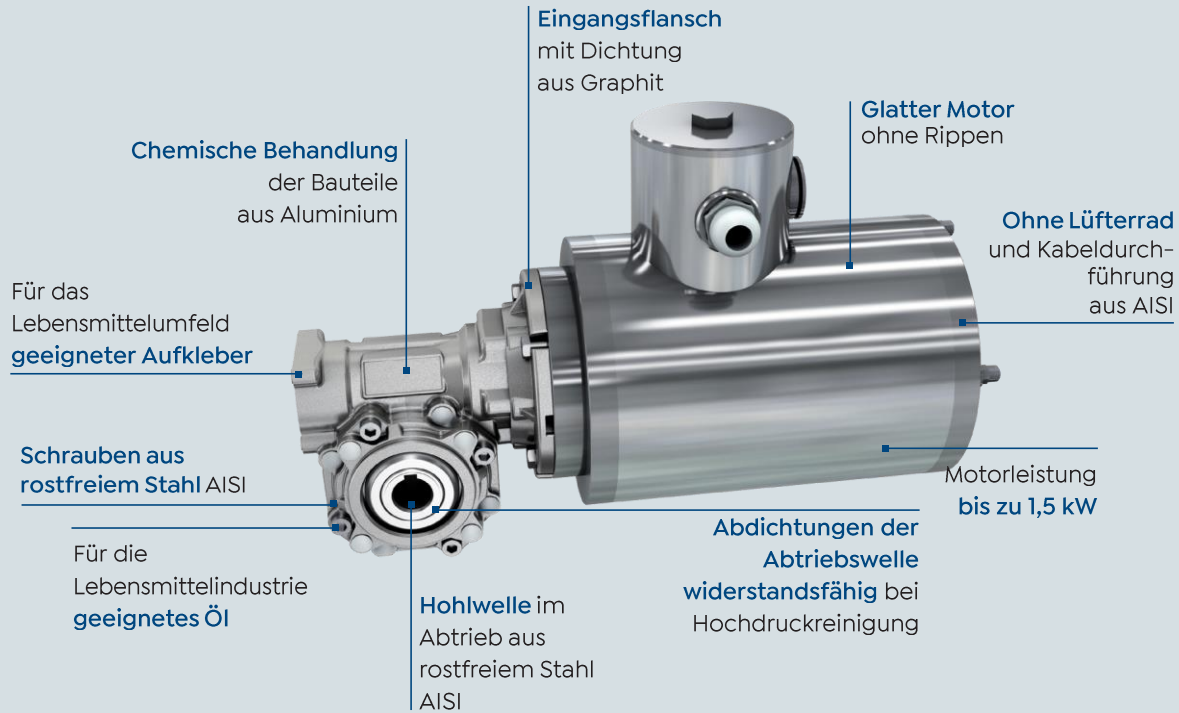 Eingangsflansch
mit Dichtung
aus Graphit
Glatter Motor
ohne Rippen
Chemische Behandlung
der Bauteile
aus Aluminium
Ohne Lüfterrad
und Kabeldurch-
führung
aus AISI
Für das
Lebensmittelumfeld
geeigneter Aufkleber
Schrauben aus
rostfreiem Stahl AISI
Motorleistung
bis zu 1,5 kW
Für die
Lebensmittelindustrie
geeignetes Öl
Abdichtungen der
Abtriebswelle
widerstandsfähig bei
Hochdruckreinigung
Hohlwelle im
Abtrieb aus
rostfreiem Stahl
AISI